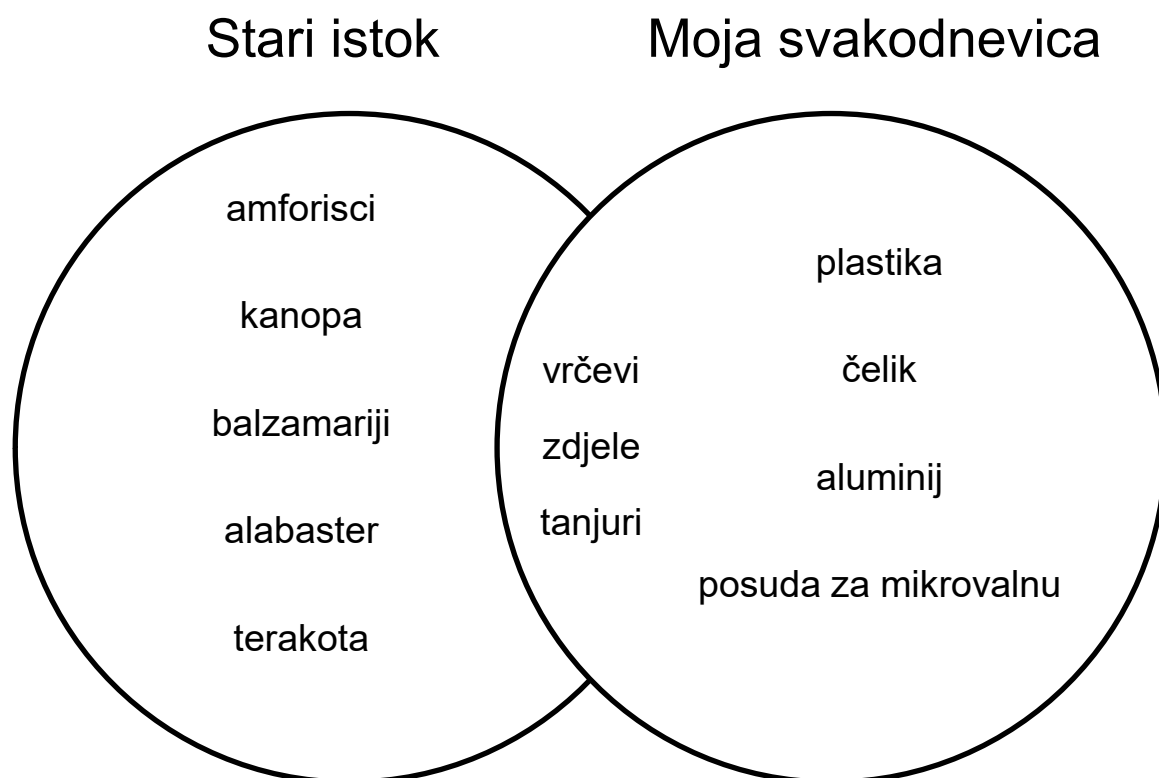 Stari istok
Moja svakodnevica
amforisci
kanopa
balzamariji
alabaster
terakota
vrčevi
zdjele
tanjuri
plastika
čelik
aluminij
posuda za mikrovalnu